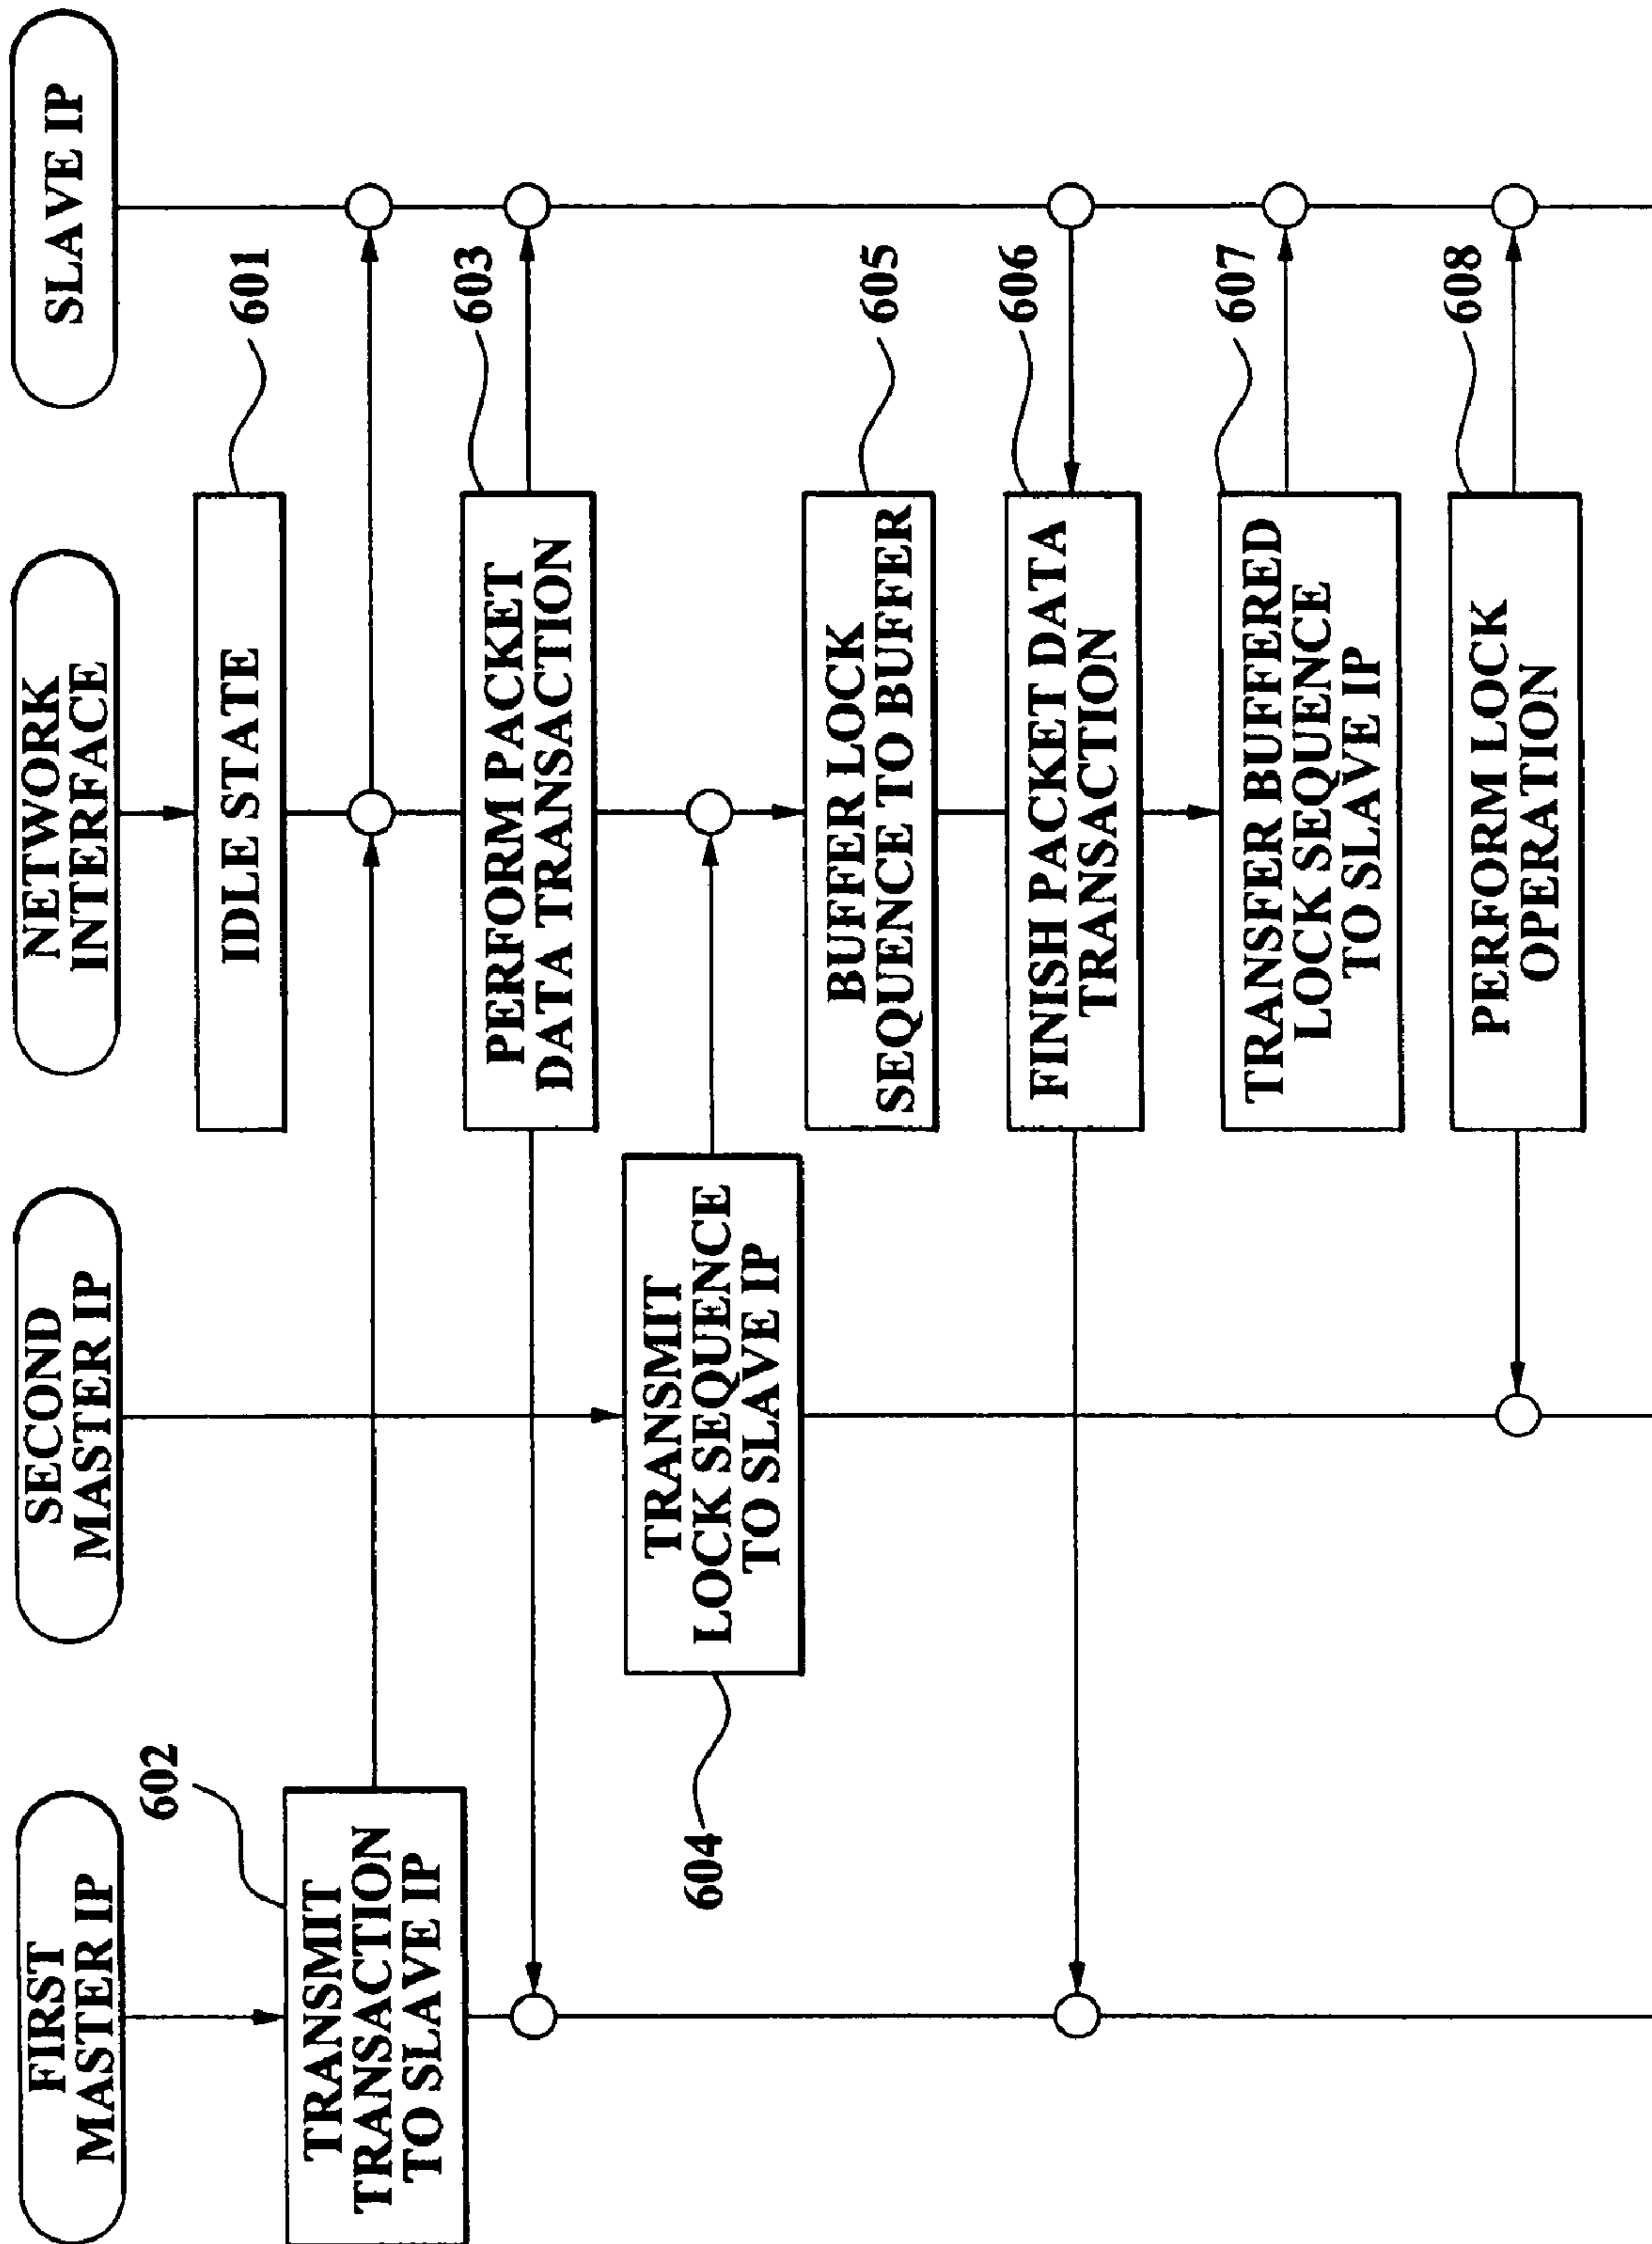 FIRST
MASTER IP
SECOND
MASTER IP
NETWORK
INTERFACE
SLAVE IP
IDLE STATE
601
602
TRANSMIT
TRANSACTION
TO SLAVE IP
603
PERFORM PACKET
DATA TRANSACTION
604
TRANSMIT
LOCK SEQUENCE
TO SLAVE IP
605
BUFFER LOCK
SEQUENCE TO BUFFER
606
FINISH PACKET DATA
TRANSACTION
607
TRANSFER BUFFERED
LOCK SEQUENCE
TO SLAVE IP
608
PERFORM LOCK
OPERATION